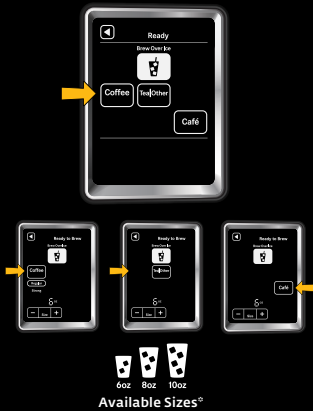 Ready
Brew Over Ice
Coffee
Tea|Other
Café
Ready to Brew
Brew Over Ice
Coffee
Regular
Strong
6oz
− Size +
Ready to Brew
Brew Over Ice
Tea|Other
6oz
− Size +
Ready to Brew
Brew Over Ice
Café
6oz
− Size +
6oz 8oz 10oz
Available Sizes*